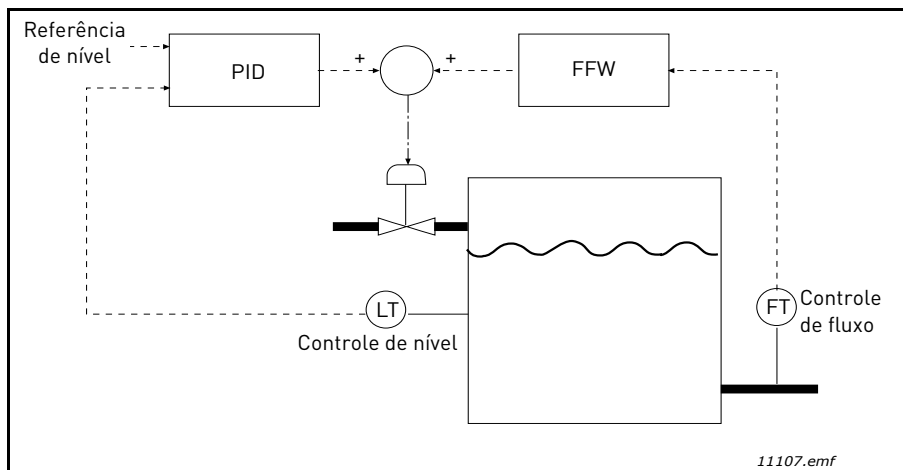 Referência
de nível
PID
+
+
FFW
LT
Controle de nível
FT
Controle
de fluxo
11107.emf